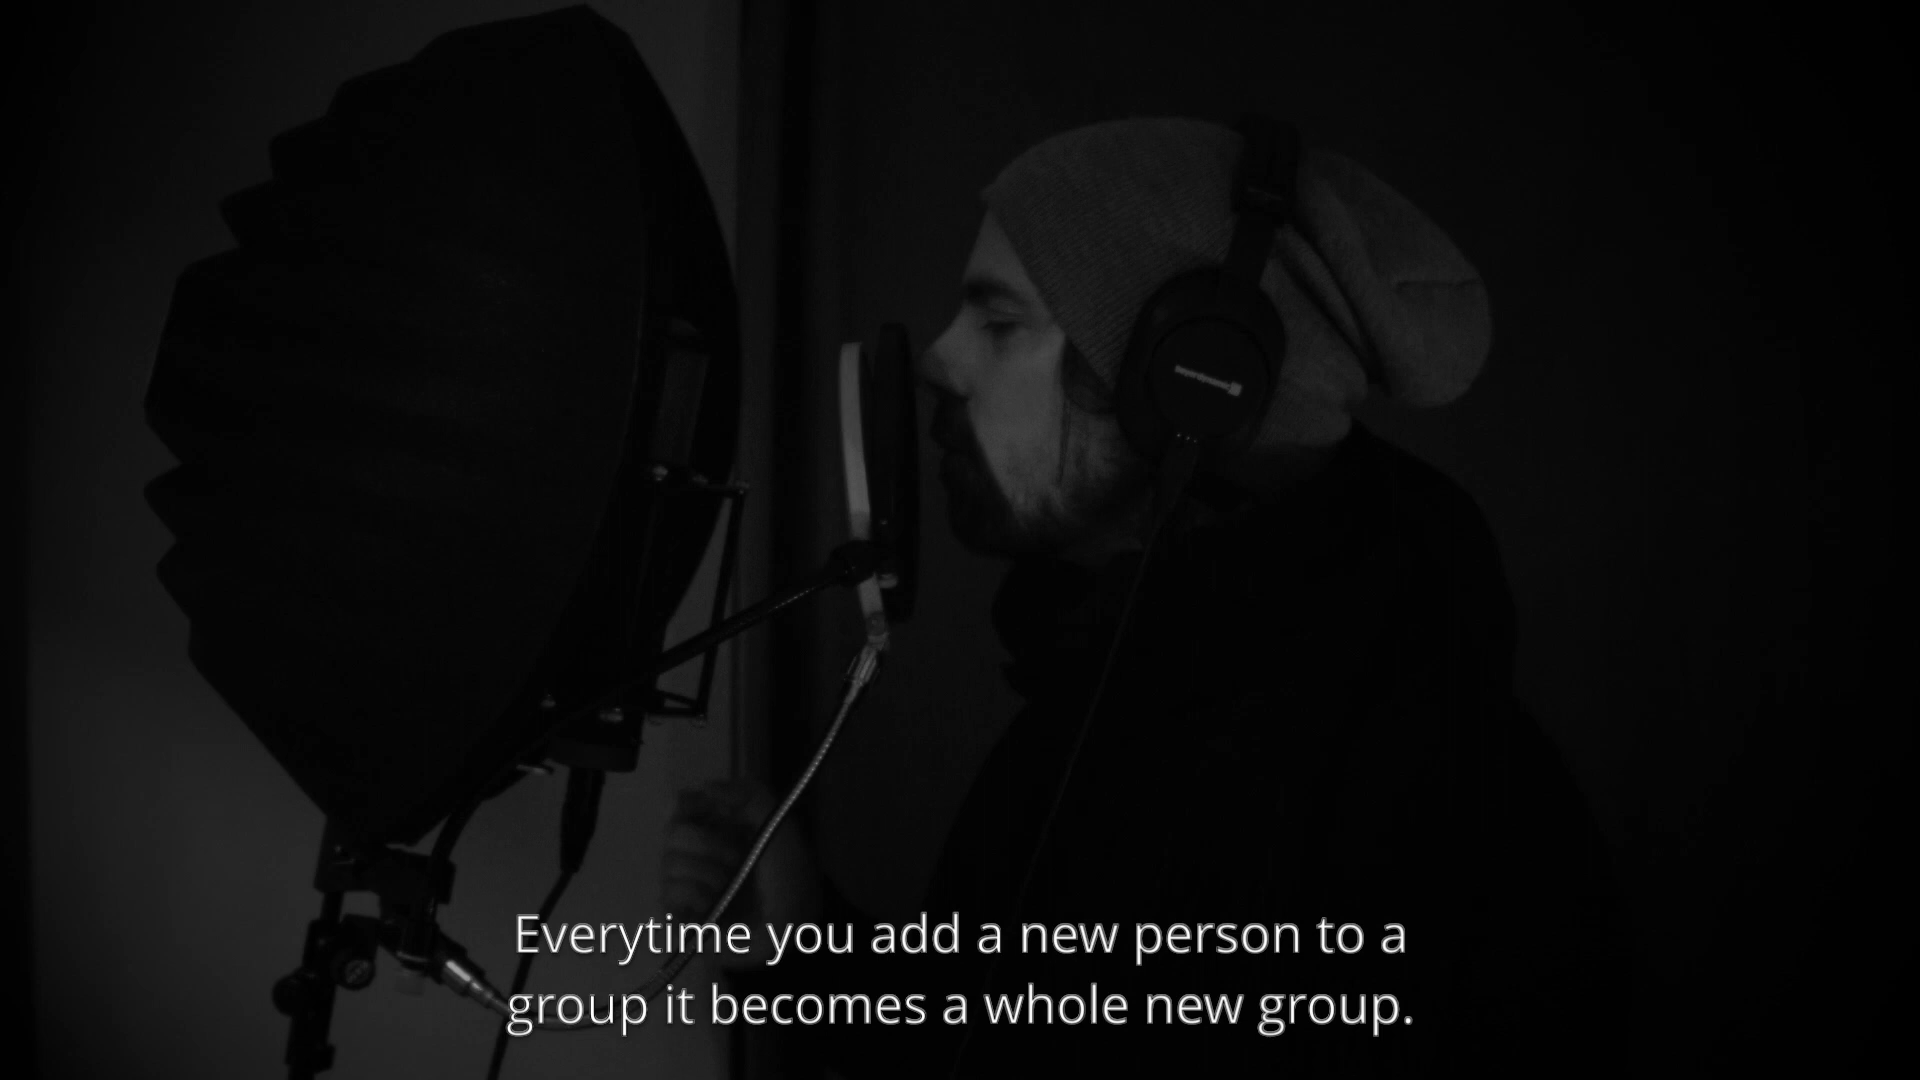 Everytime you add a new person to a
group it becomes a whole new group.